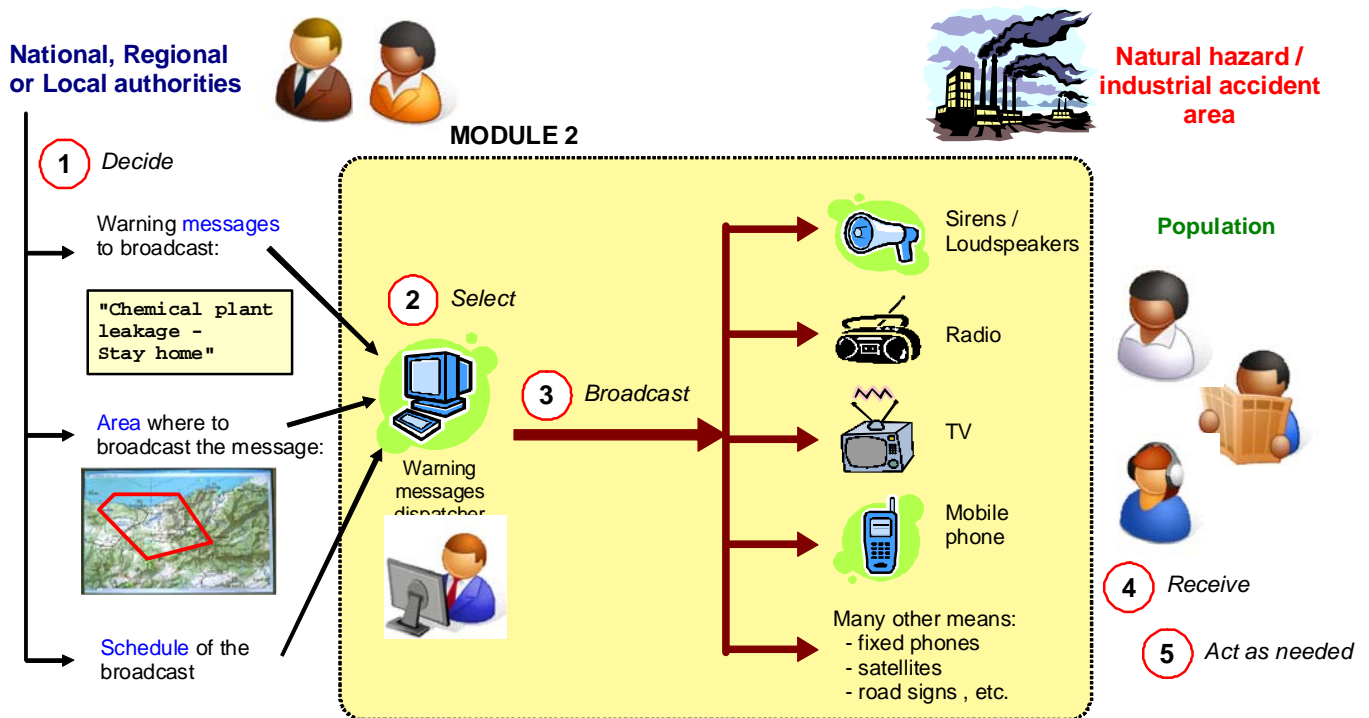 National, Regional
or Local authorities
Natural hazard /
industrial accident
area
MODULE 2
1
Decide
Warning messages
to broadcast:
"Chemical plant
leakage -
Stay home"
Area where to
broadcast the message:
Schedule of the
broadcast
2
Select
Warning
messages
dispatcher
3
Broadcast
Sirens /
Loudspeakers
Radio
TV
Mobile
phone
Many other means:
- fixed phones
- satellites
- road signs , etc.
Population
4
Receive
5
Act as needed